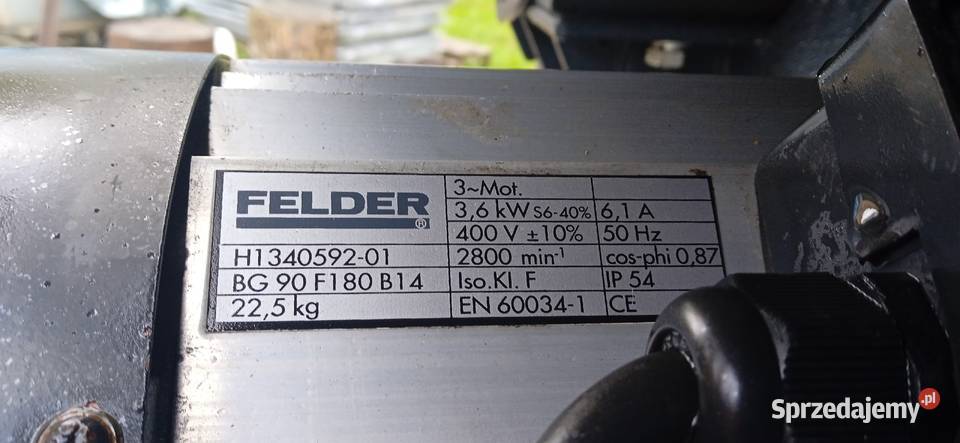 FELDER ®
3~Mot.
3,6 kW S6-40% 6,1 A
400 V ±10% 50 Hz
H1340592-01 2800 min⁻¹ cos-phi 0,87
BG 90 F180 B14 Iso.Kl. F IP 54
22,5 kg EN 60034-1 CE
Sprzedajemy.pl